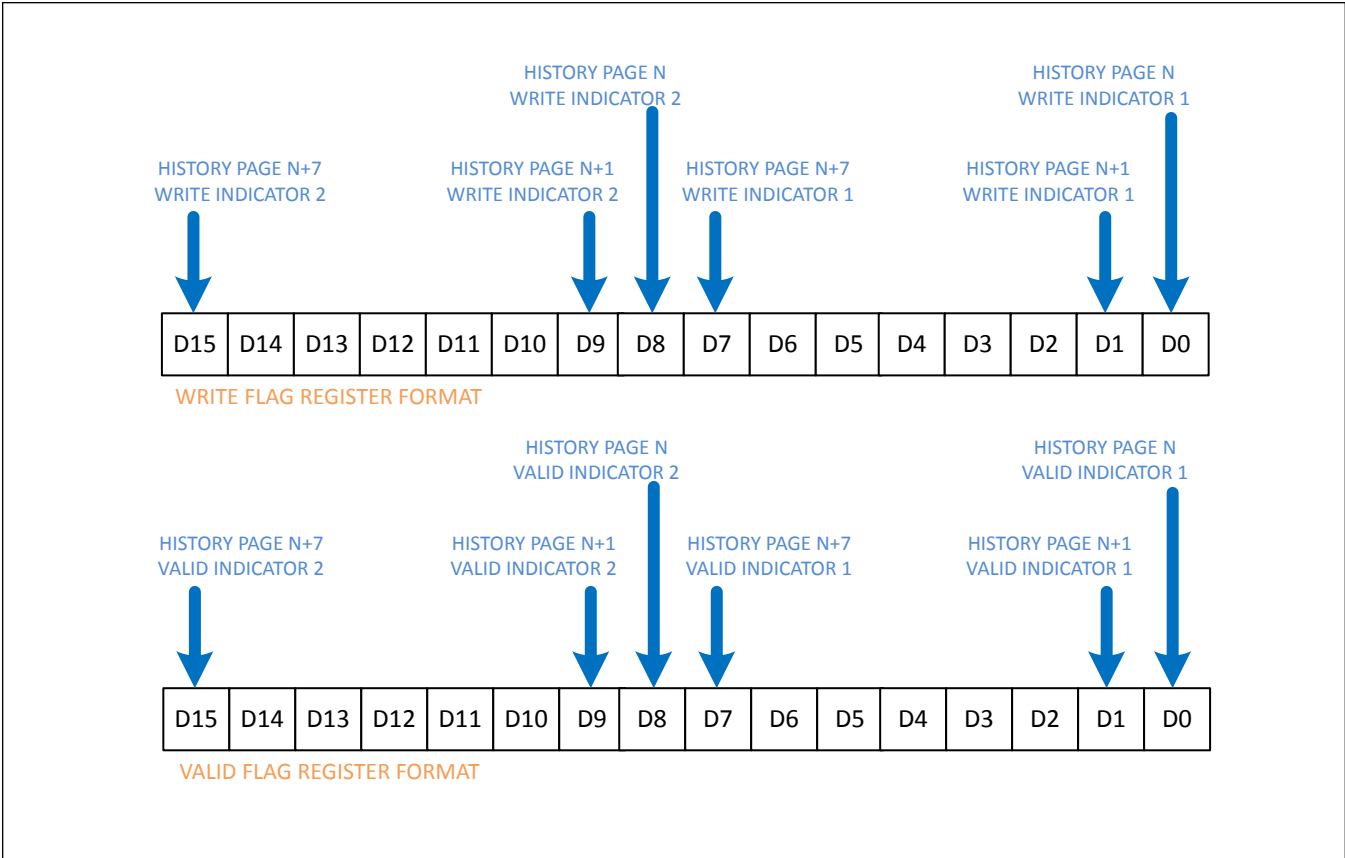 HISTORY PAGE N
WRITE INDICATOR 2
HISTORY PAGE N
WRITE INDICATOR 1
HISTORY PAGE N+7
WRITE INDICATOR 2
HISTORY PAGE N+1
WRITE INDICATOR 2
HISTORY PAGE N+7
WRITE INDICATOR 1
HISTORY PAGE N+1
WRITE INDICATOR 1
D15 D14 D13 D12 D11 D10 D9 D8 D7 D6 D5 D4 D3 D2 D1 D0
WRITE FLAG REGISTER FORMAT
HISTORY PAGE N
VALID INDICATOR 2
HISTORY PAGE N
VALID INDICATOR 1
HISTORY PAGE N+7
VALID INDICATOR 2
HISTORY PAGE N+1
VALID INDICATOR 2
HISTORY PAGE N+7
VALID INDICATOR 1
HISTORY PAGE N+1
VALID INDICATOR 1
D15 D14 D13 D12 D11 D10 D9 D8 D7 D6 D5 D4 D3 D2 D1 D0
VALID FLAG REGISTER FORMAT